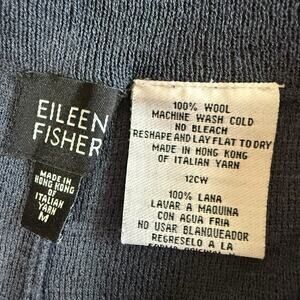 EILEEN
FISHER
MADE IN
HONG KONG
OF
ITALIAN
YARN
M
100% WOOL
MACHINE WASH COLD
NO BLEACH
RESHAPE AND LAY FLAT TO DRY
MADE IN HONG KONG
OF ITALIAN YARN
12CW
100% LANA
LAVAR A MAQUINA
CON AGUA FRIA
NO USAR BLANQUEADOR
REGRESELO A LA
FORMA ORIGINAL Y